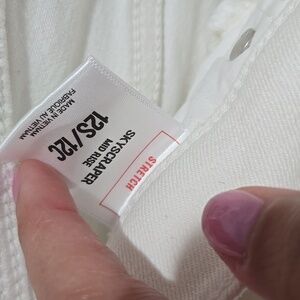 STRETCH
SKYSCRAPER
MID RISE
12S/12C
MADE IN VIETNAM
FABRIQUÉ AU VIETNAM